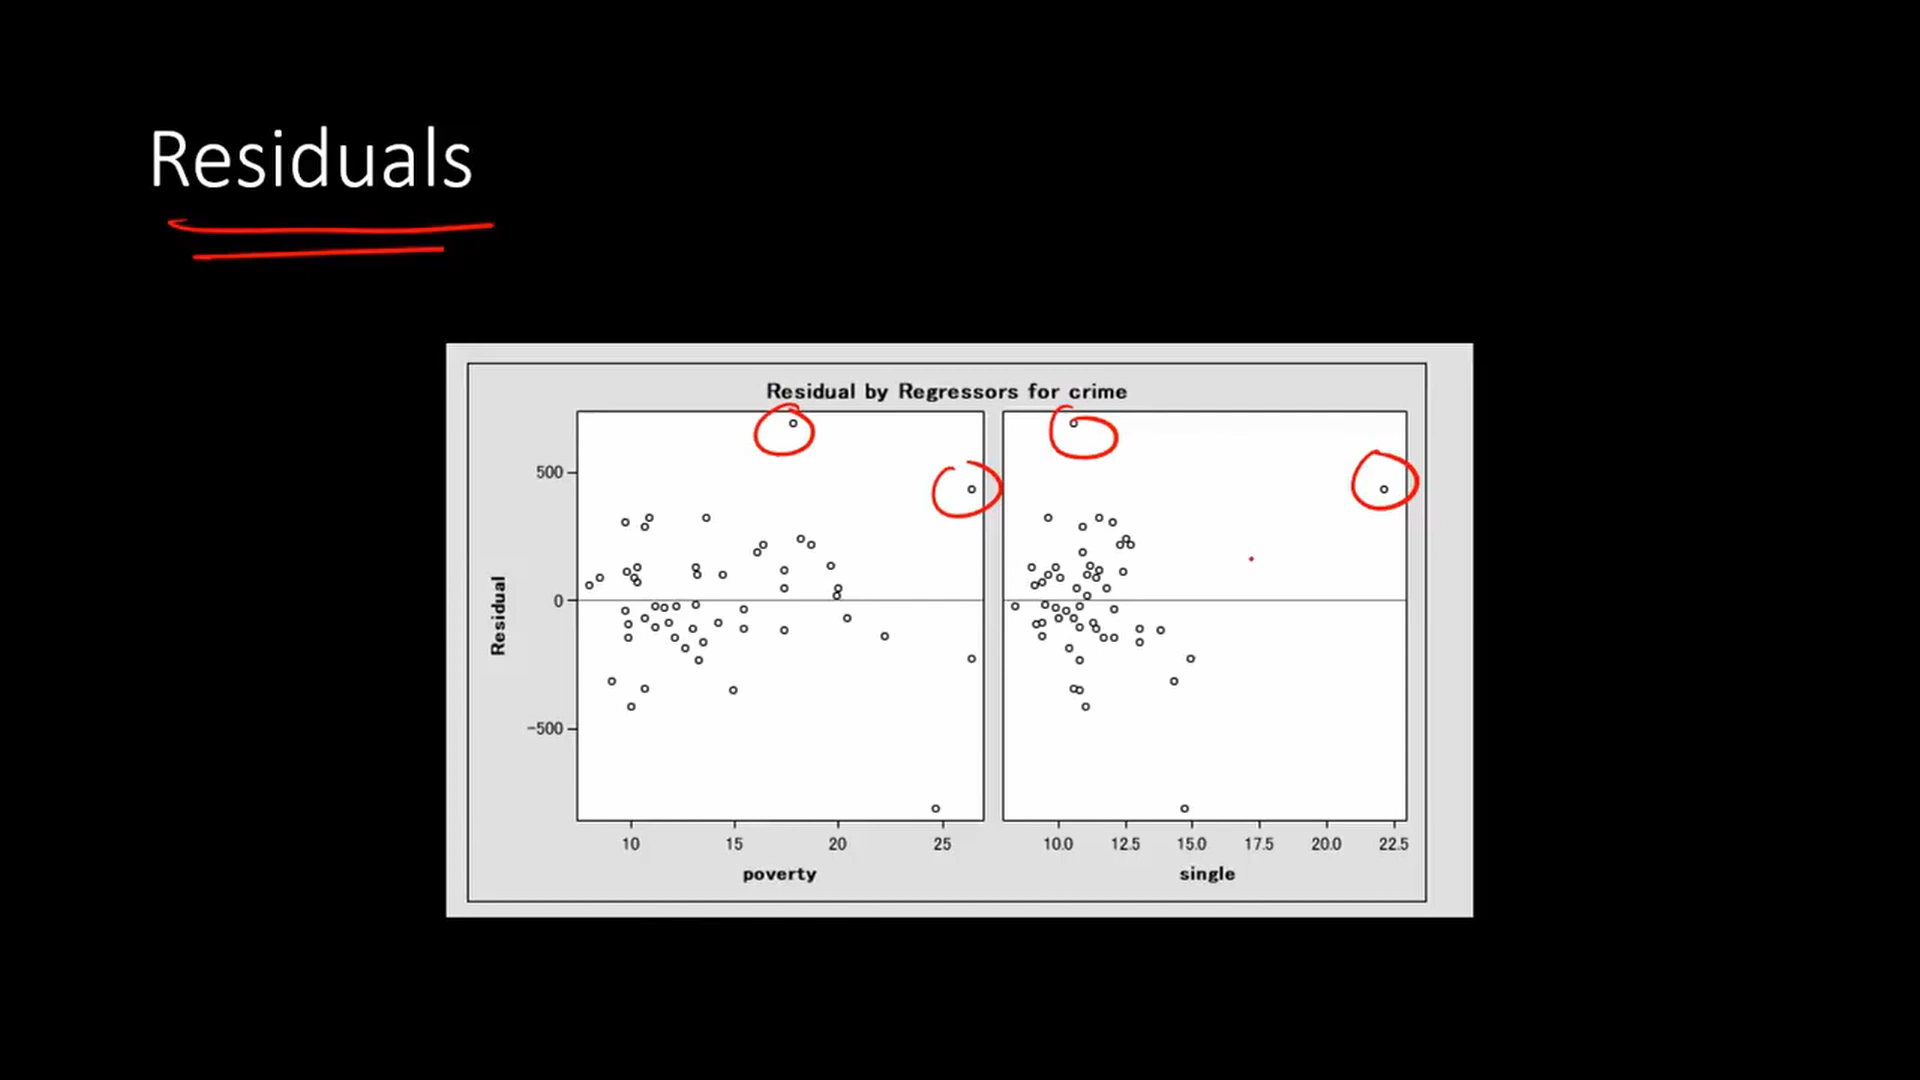 Residuals
Residual by Regressors for crime
500
0
-500
Residual
10 15 20 25
10.0 12.5 15.0 17.5 20.0 22.5
poverty
single